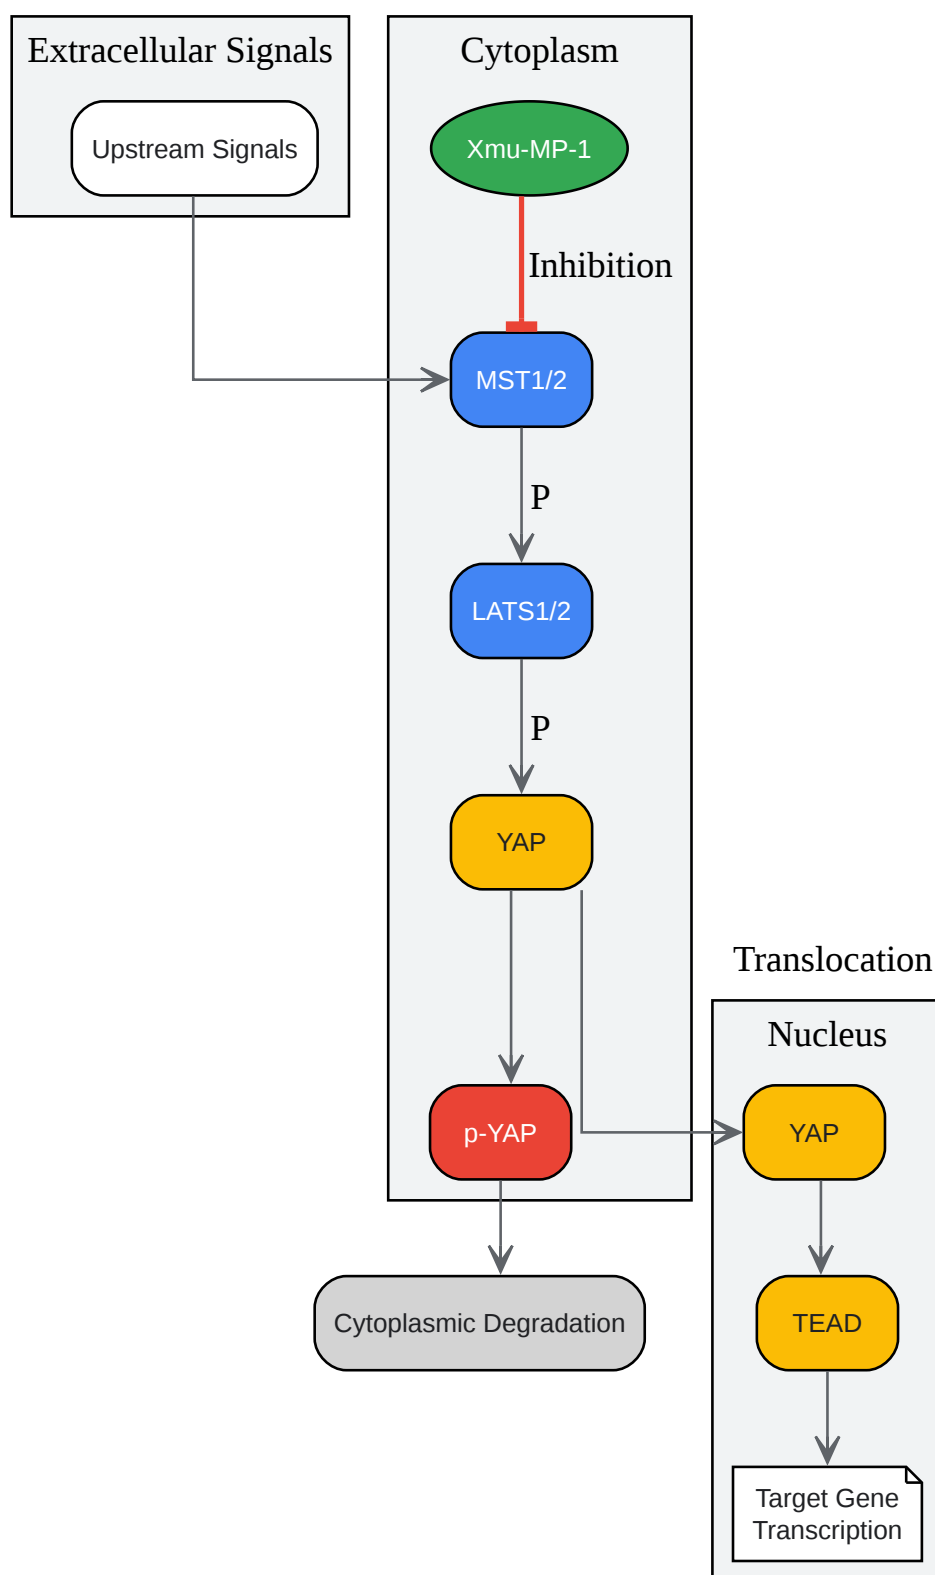 Extracellular Signals
Upstream Signals
Cytoplasm
Xmu-MP-1
Inhibition
MST1/2
P
LATS1/2
P
YAP
p-YAP
Cytoplasmic Degradation
Translocation
Nucleus
YAP
TEAD
Target Gene
Transcription